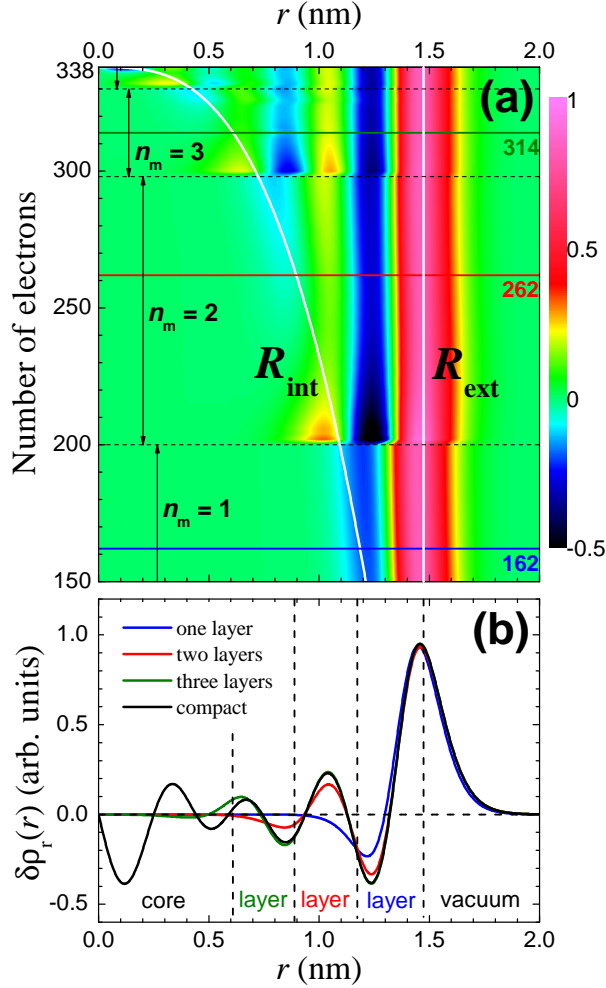 r (nm)
0.0 0.5 1.0 1.5 2.0
338
300
250
200
150
Number of electrons
(a)
n_m = 3
n_m = 2
n_m = 1
314
262
162
R_int
R_ext
1
0.5
0
-0.5
(b)
one layer
two layers
three layers
compact
1.0
0.5
0.0
-0.5
δρ_r(r) (arb. units)
core layer layer layer vacuum
0.0 0.5 1.0 1.5 2.0
r (nm)